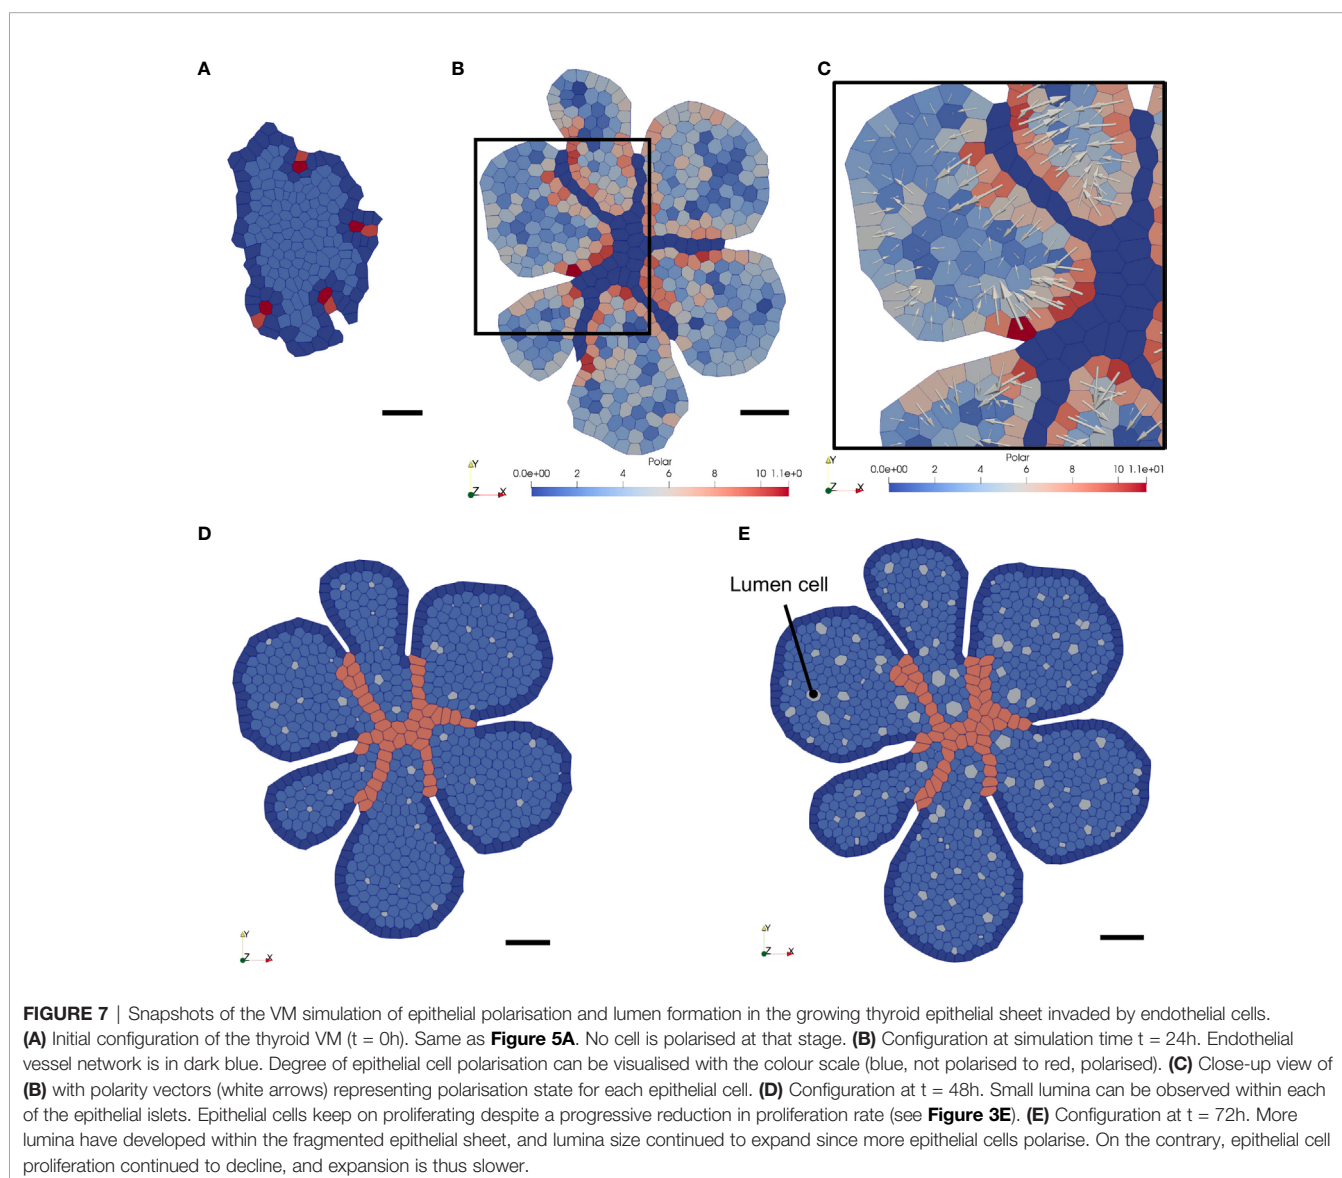 A
B
C
Y
Z
X
Polar
0.0e+00 2 4 6 8 10 1.1e+0
Y
Z
X
Polar
0.0e+00 2 4 6 8 10 1.1e+01
D
E
Lumen cell
Y
Z
X
Y
Z
X
FIGURE 7 | Snapshots of the VM simulation of epithelial polarisation and lumen formation in the growing thyroid epithelial sheet invaded by endothelial cells.
(A) Initial configuration of the thyroid VM (t = 0h). Same as Figure 5A. No cell is polarised at that stage. (B) Configuration at simulation time t = 24h. Endothelial
vessel network is in dark blue. Degree of epithelial cell polarisation can be visualised with the colour scale (blue, not polarised to red, polarised). (C) Close-up view of
(B) with polarity vectors (white arrows) representing polarisation state for each epithelial cell. (D) Configuration at t = 48h. Small lumina can be observed within each
of the epithelial islets. Epithelial cells keep on proliferating despite a progressive reduction in proliferation rate (see Figure 3E). (E) Configuration at t = 72h. More
lumina have developed within the fragmented epithelial sheet, and lumina size continued to expand since more epithelial cells polarise. On the contrary, epithelial cell
proliferation continued to decline, and expansion is thus slower.